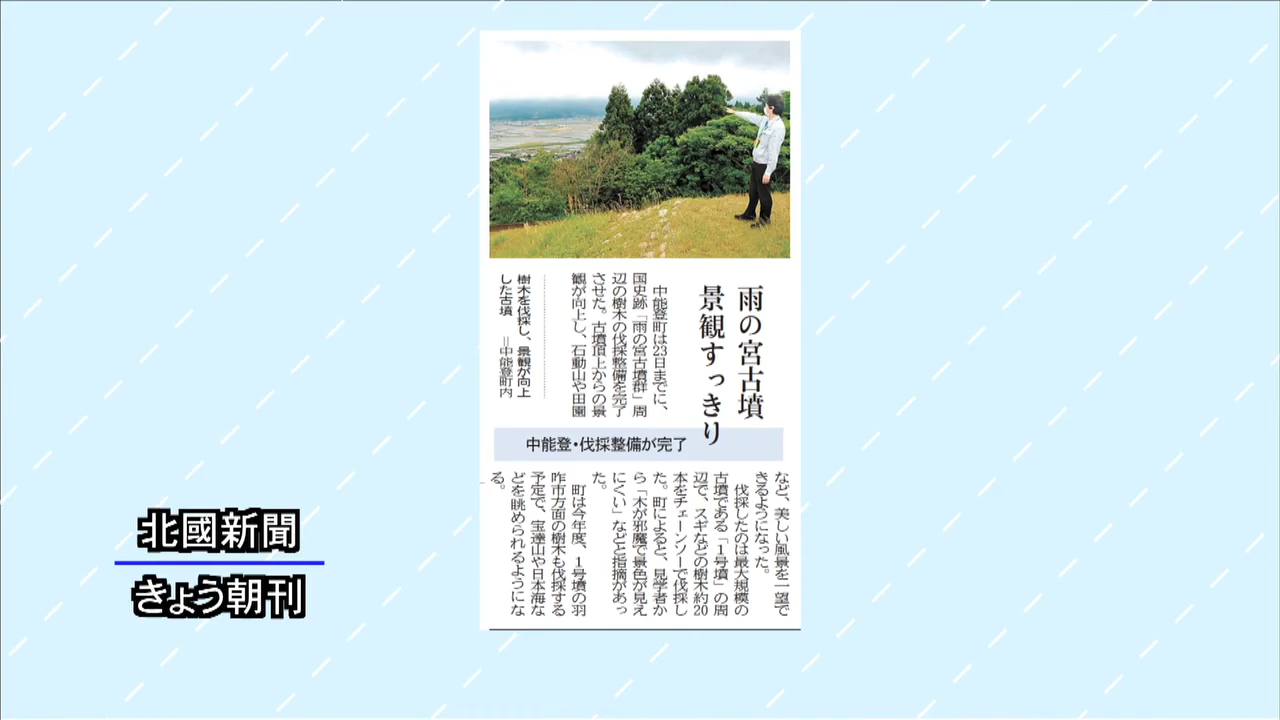 雨の宮古墳
景観すっきり
中能登・伐採整備が完了
中能登町は23日までに、
国史跡「雨の宮古墳群」周
辺の樹木の伐採整備を完了
させた。古墳頂上からの景
観が向上し、石動山や田園
など、美しい風景を一望で
きるようになった。
伐採したのは最大規模の
古墳である「1号墳」の周
辺で、スギなどの樹木約20
本をチェーンソーで伐採し
た。町によると、見学者か
ら「木が邪魔で景色が見え
にくい」などと指摘があっ
た。
町は今年度、1号墳の羽
咋市方面の樹木も伐採する
予定で、宝達山や日本海な
どを眺められるようにな
る。
樹木を伐採し、景観が向上
した古墳 =中能登町内
北國新聞
きょう朝刊